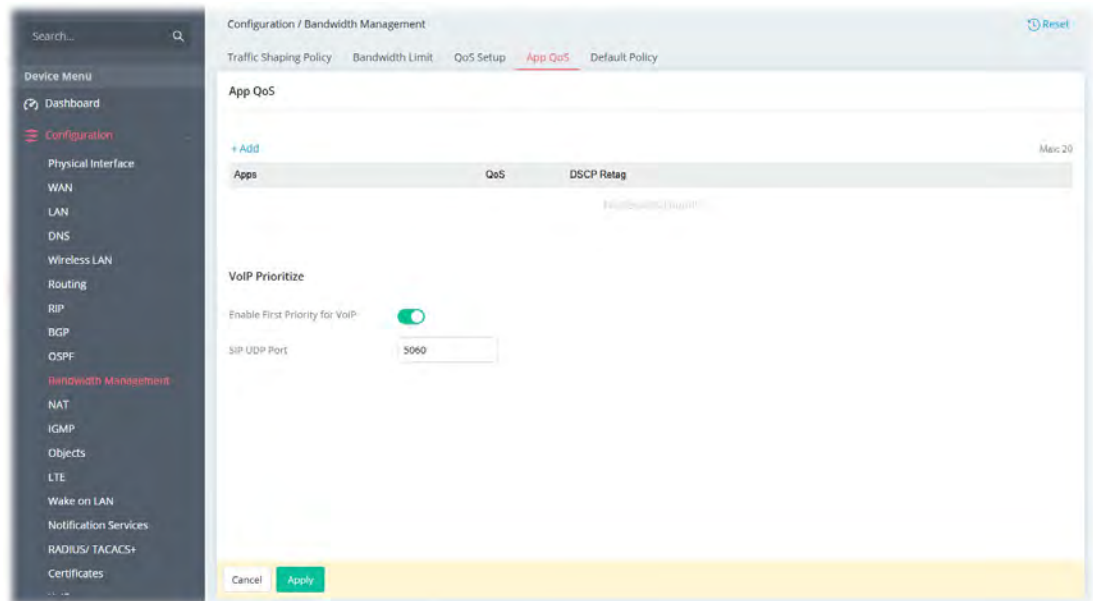 Search...
Device Menu
Dashboard
Configuration
Physical Interface
WAN
LAN
DNS
Wireless LAN
Routing
RIP
BGP
OSPF
Bandwidth Management
NAT
IGMP
Objects
LTE
Wake on LAN
Notification Services
RADIUS/ TACACS+
Certificates
Configuration / Bandwidth Management
Reset
Traffic Shaping Policy Bandwidth Limit QoS Setup App QoS Default Policy
App QoS
+ Add Max: 20
Apps QoS DSCP Retag
VoIP Prioritize
Enable First Priority for VoIP
SIP UDP Port 5060
Cancel Apply